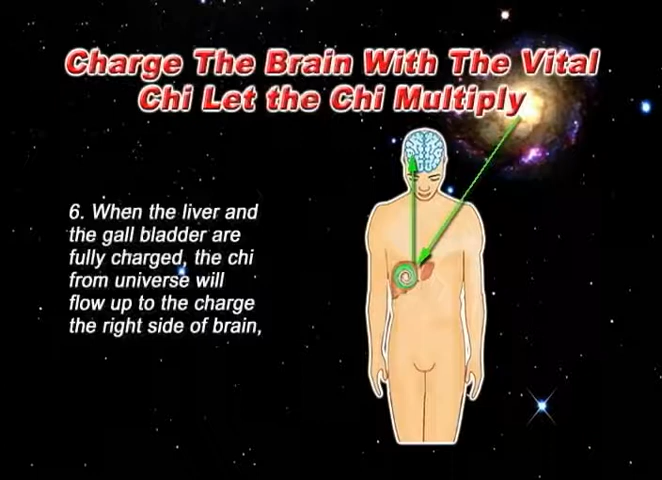 Charge The Brain With The Vital
Chi Let the Chi Multiply
6. When the liver and
the gall bladder are
fully charged, the chi
from universe will
flow up to the charge
the right side of brain,